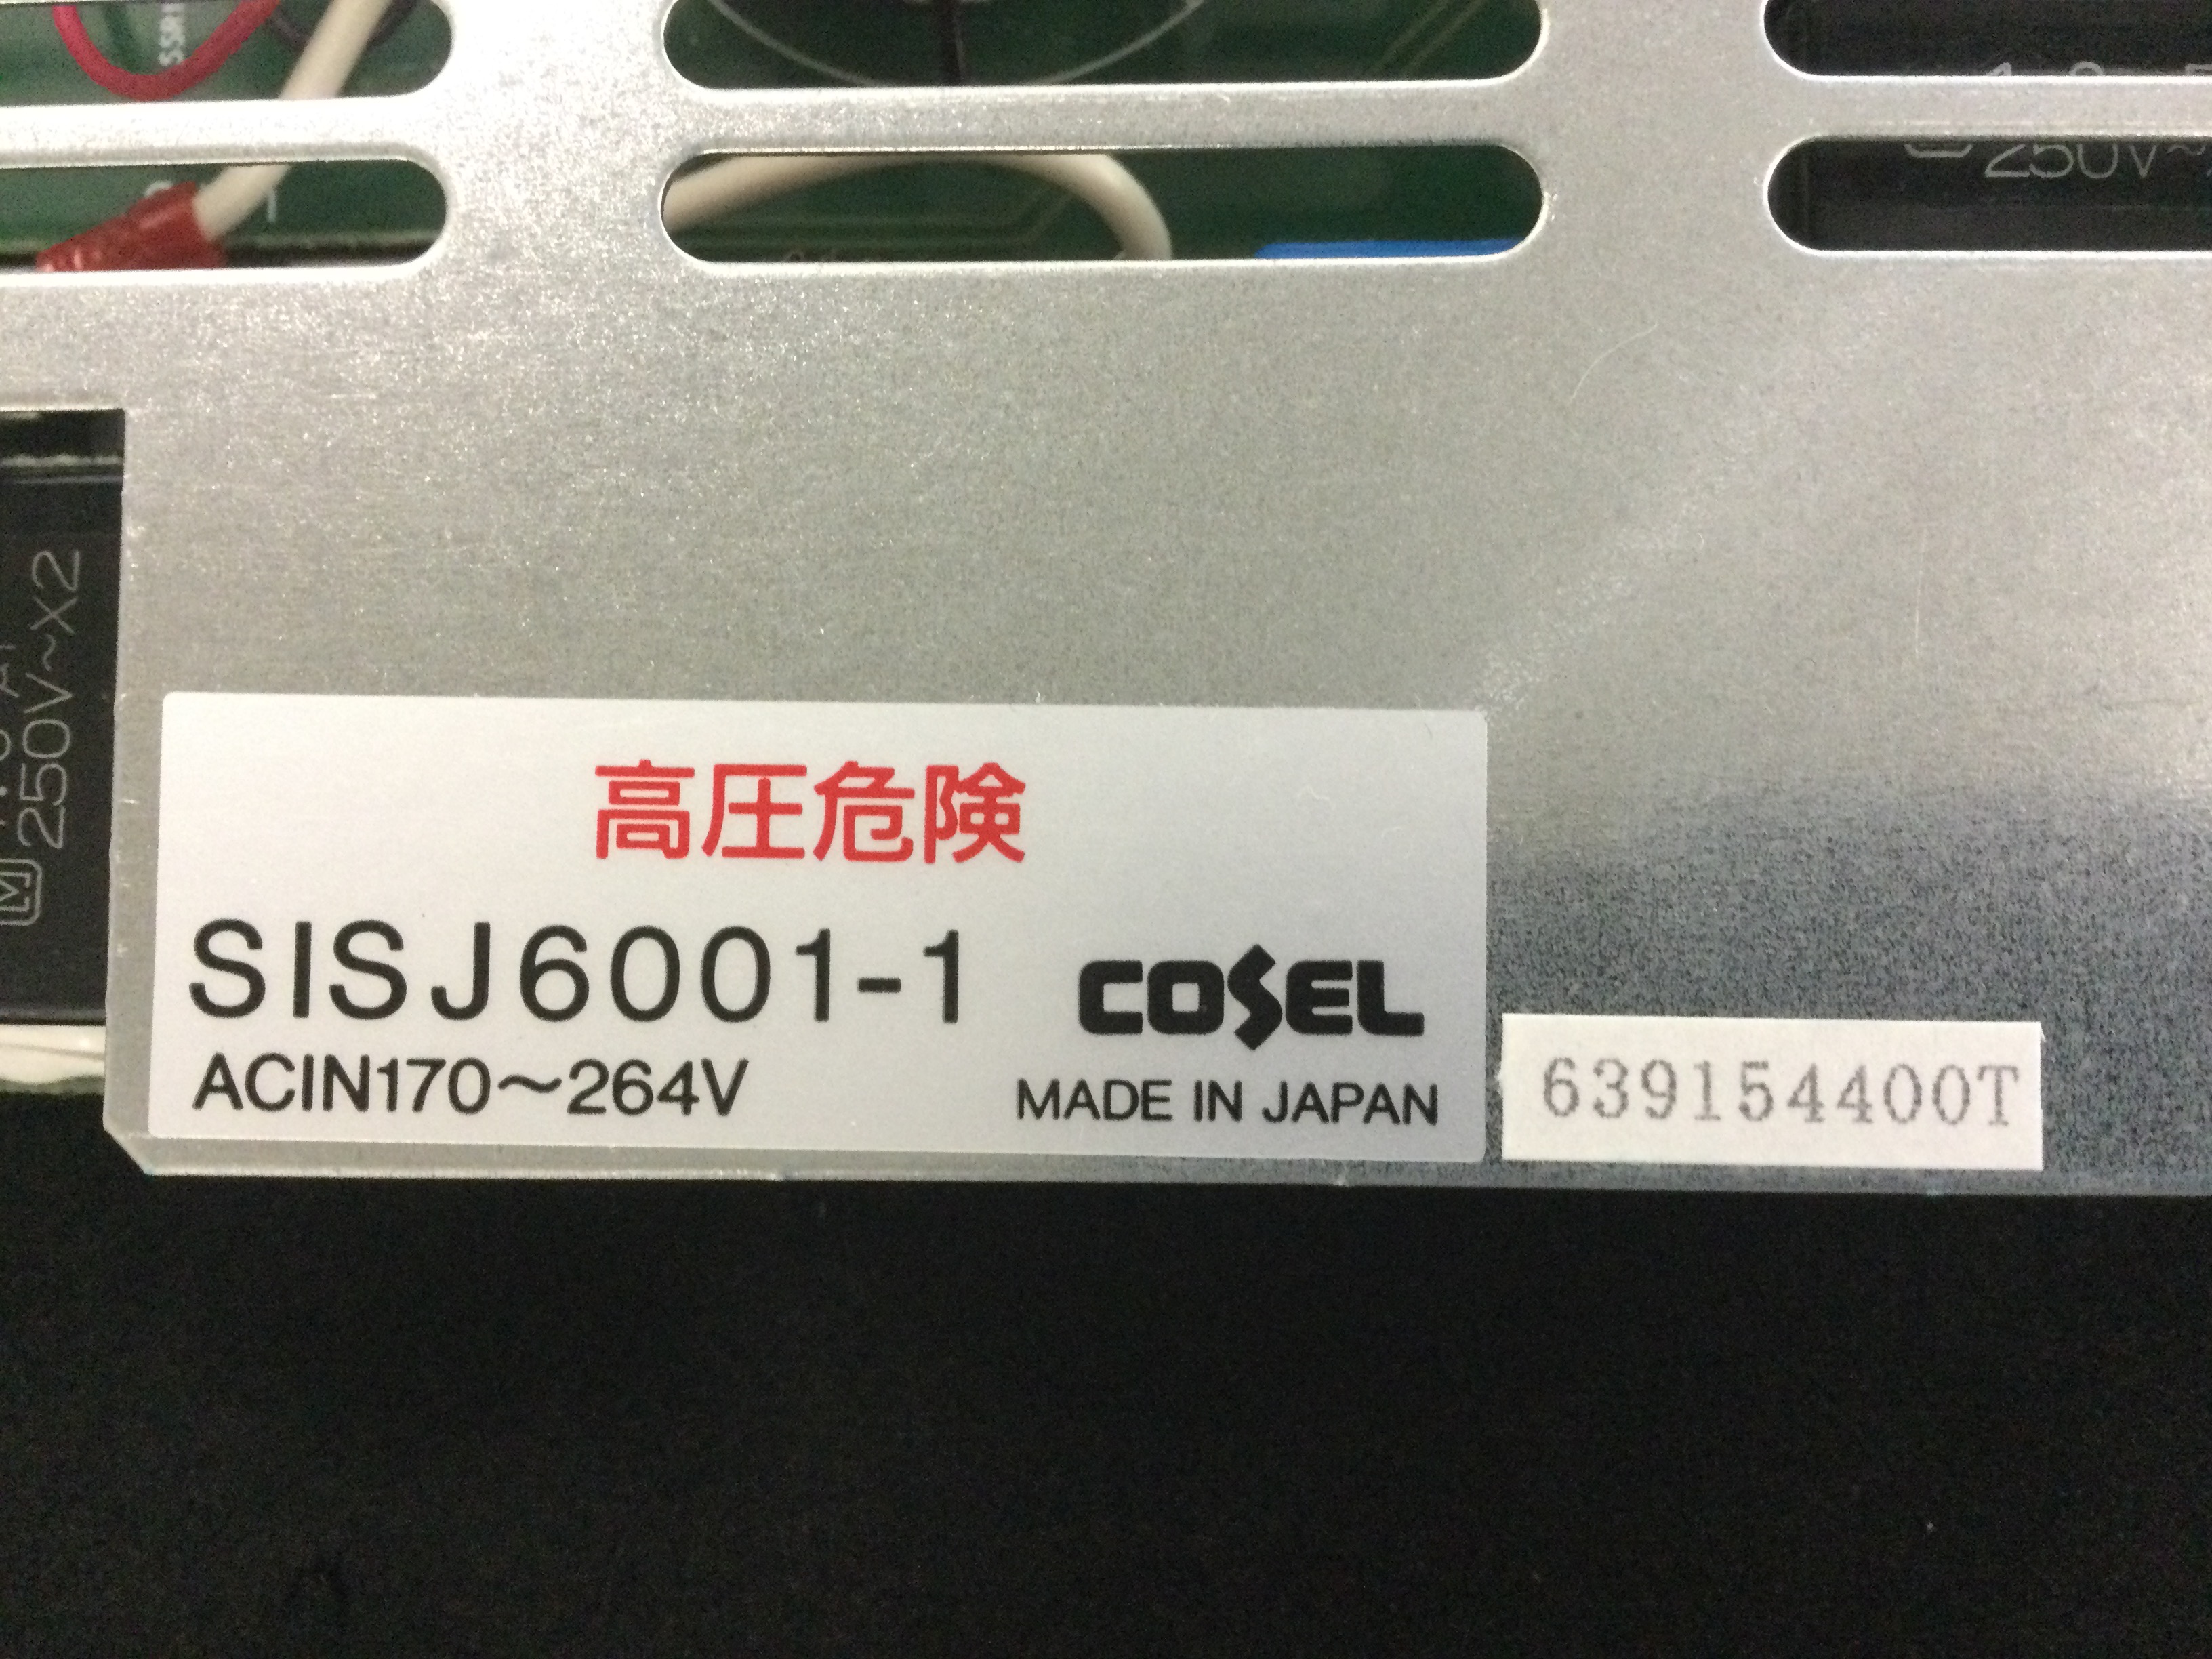 250V~
250V~X2
高圧危険
SISJ6001-1
COSEL
ACIN170～264V
MADE IN JAPAN
639154400T